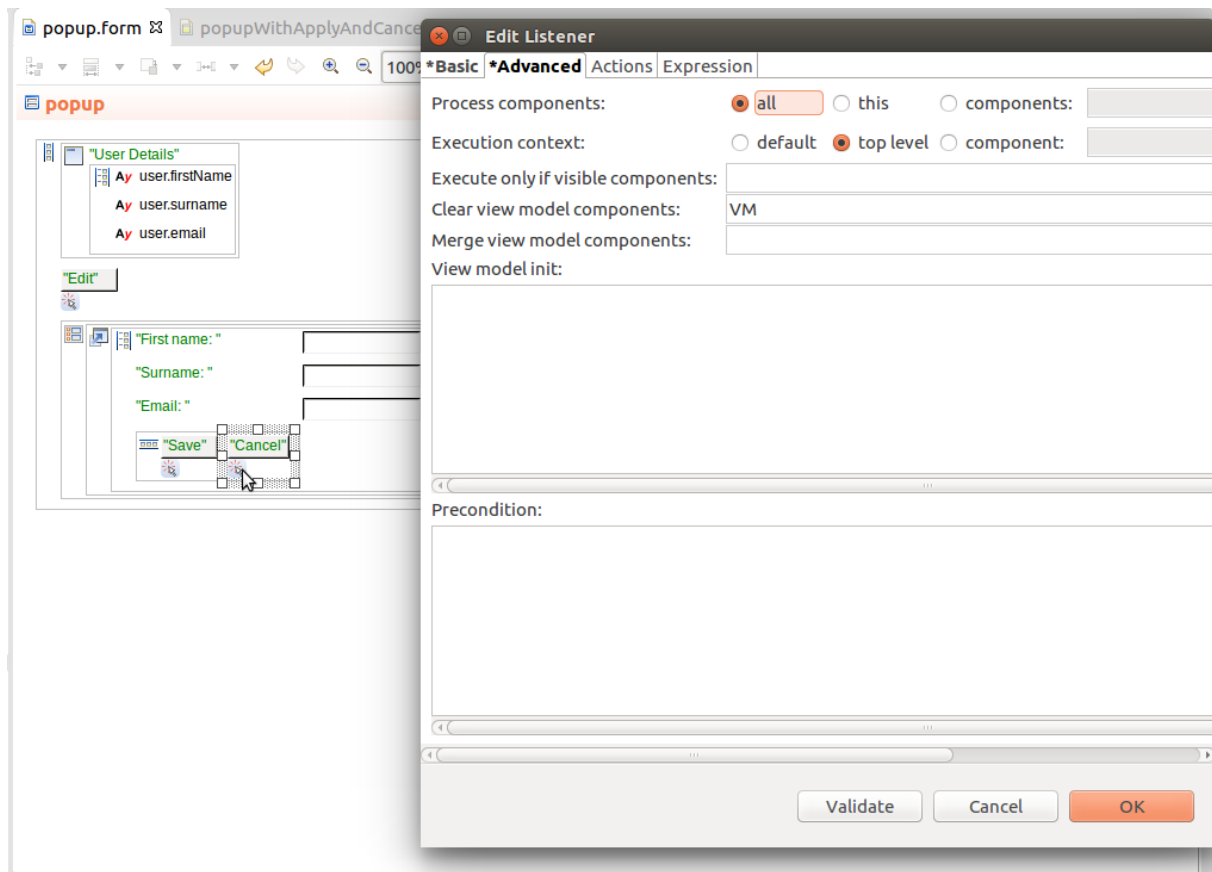 popup.form
popupWithApplyAndCance
100%
popup
"User Details"
Ay user.firstName
Ay user.surname
Ay user.email
"Edit"
"First name: "
"Surname: "
"Email: "
"Save" "Cancel"
Edit Listener
*Basic *Advanced Actions Expression
Process components: all this components:
Execution context: default top level component:
Execute only if visible components:
Clear view model components: VM
Merge view model components:
View model init:
Precondition:
Validate Cancel OK